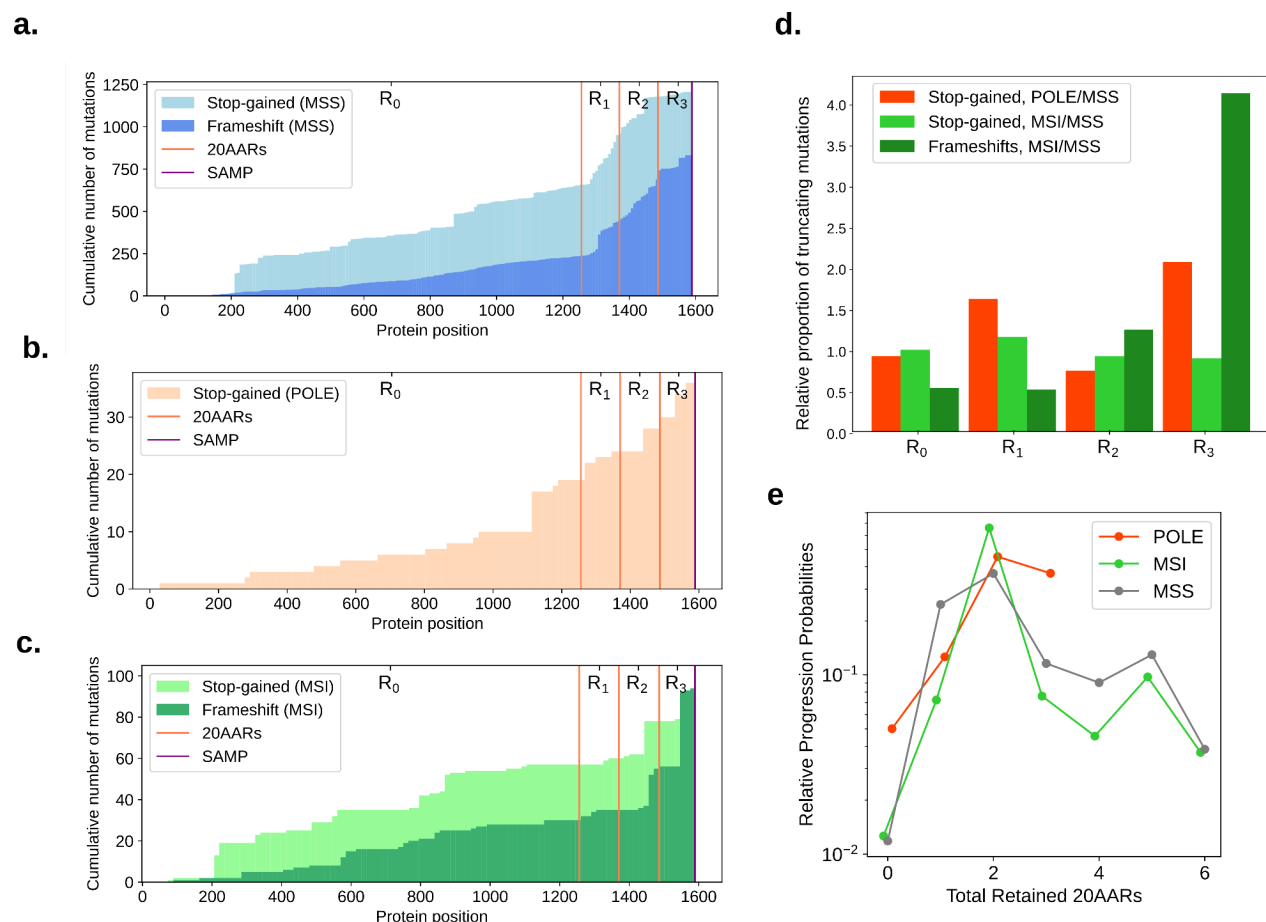 a.
Cumulative number of mutations
1250
1000
750
500
250
0
Stop-gained (MSS)
Frameshift (MSS)
20AARs
SAMP
R0
R1
R2
R3
0 200 400 600 800 1000 1200 1400 1600
Protein position
b.
Cumulative number of mutations
30
20
10
0
Stop-gained (POLE)
20AARs
SAMP
R0
R1
R2
R3
0 200 400 600 800 1000 1200 1400 1600
Protein position
c.
Cumulative number of mutations
100
80
60
40
20
0
Stop-gained (MSI)
Frameshift (MSI)
20AARs
SAMP
R0
R1
R2
R3
0 200 400 600 800 1000 1200 1400 1600
Protein position
d.
Relative proportion of truncating mutations
4.0
3.5
3.0
2.5
2.0
1.5
1.0
0.5
0.0
Stop-gained, POLE/MSS
Stop-gained, MSI/MSS
Frameshifts, MSI/MSS
R0 R1 R2 R3
e
Relative Progression Probabilities
10−1
10−2
POLE
MSI
MSS
0 2 4 6
Total Retained 20AARs